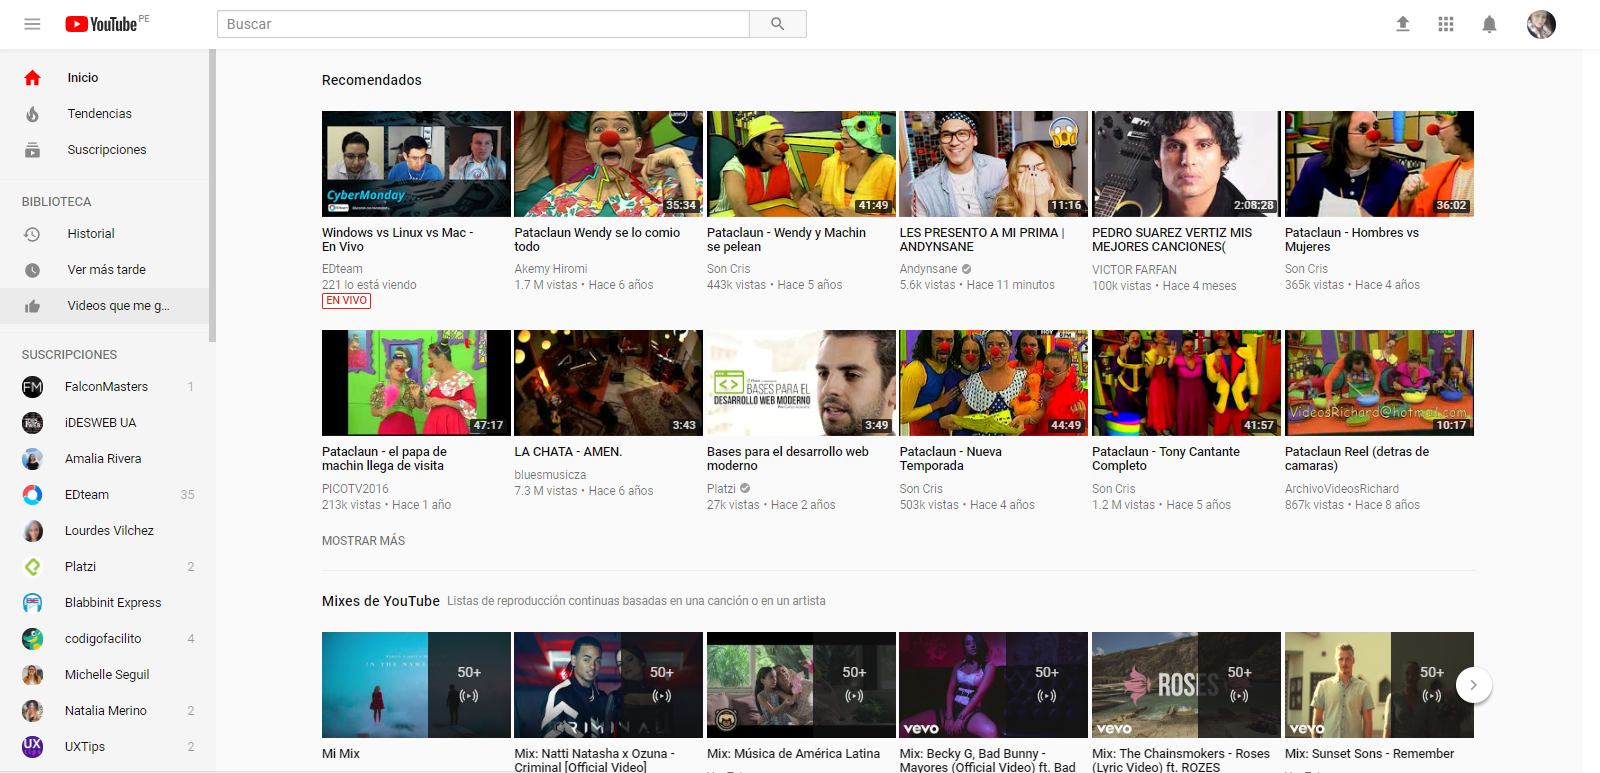 YouTube PE
Buscar
Inicio
Tendencias
Suscripciones
BIBLIOTECA
Historial
Ver más tarde
Videos que me g...
SUSCRIPCIONES
FalconMasters 1
iDESWEB UA
Amalia Rivera
EDteam 35
Lourdes Vilchez
Platzi 2
Blabbinit Express
codigofacilito 4
Michelle Seguil
Natalia Merino 2
UXTips 2
Recomendados
CyberMonday
35:34
41:49
11:16
2:08:28
36:02
Windows vs Linux vs Mac -
En Vivo
EDteam
221 lo está viendo
EN VIVO
Pataclaun Wendy se lo comio
todo
Akemy Hiromi
1.7 M vistas • Hace 6 años
Pataclaun - Wendy y Machin
se pelean
Son Cris
443k vistas • Hace 5 años
LES PRESENTO A MI PRIMA |
ANDYNSANE
Andynsane
5.6k vistas • Hace 11 minutos
PEDRO SUAREZ VERTIZ MIS
MEJORES CANCIONES(
VICTOR FARFAN
100k vistas • Hace 4 meses
Pataclaun - Hombres vs
Mujeres
Son Cris
365k vistas • Hace 4 años
47:17
3:43
BASES PARA EL
DESARROLLO WEB MODERNO
3:49
44:49
41:57
VideosRichard@hotmail.com
10:17
Pataclaun - el papa de
machin llega de visita
PICOTV2016
213k vistas • Hace 1 año
LA CHATA - AMEN.
bluesmusicza
7.3 M vistas • Hace 6 años
Bases para el desarrollo web
moderno
Platzi
27k vistas • Hace 2 años
Pataclaun - Nueva
Temporada
Son Cris
503k vistas • Hace 4 años
Pataclaun - Tony Cantante
Completo
Son Cris
1.2 M vistas • Hace 5 años
Pataclaun Reel (detras de
camaras)
ArchivoVideosRichard
867k vistas • Hace 8 años
MOSTRAR MÁS
Mixes de YouTube Listas de reproducción continuas basadas en una canción o en un artista
IN THE NAME
50+
CRIMINAL
50+
50+
vevo
50+
ROSES
vevo
50+
vevo
50+
Mi Mix
Mix: Natti Natasha x Ozuna -
Criminal [Official Video]
Mix: Música de América Latina
Mix: Becky G, Bad Bunny -
Mayores (Official Video) ft. Bad
Mix: The Chainsmokers - Roses
(Lyric Video) ft. ROZES
Mix: Sunset Sons - Remember